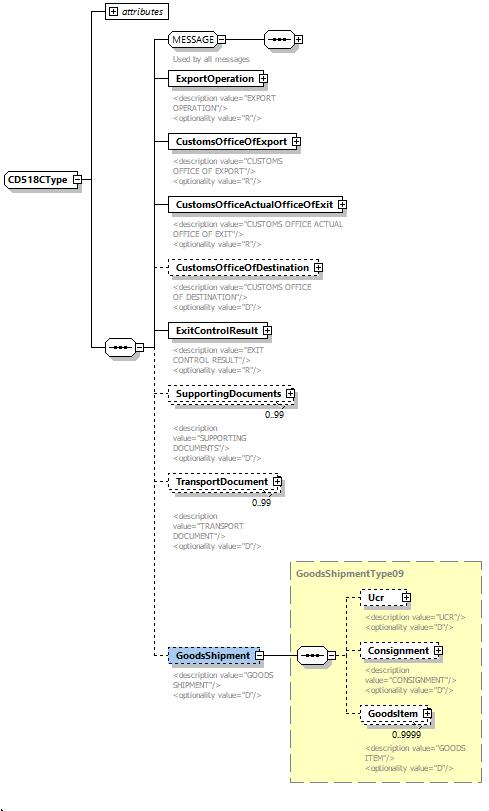 attributes
MESSAGE
Used by all messages
ExportOperation
<description value="EXPORT
OPERATION"/>
<optionality value="R"/>
CustomsOfficeOfExport
<description value="CUSTOMS
OFFICE OF EXPORT"/>
<optionality value="R"/>
CD518CType
CustomsOfficeActualOfficeOfExit
<description value="CUSTOMS OFFICE ACTUAL
OFFICE OF EXIT"/>
<optionality value="R"/>
CustomsOfficeOfDestination
<description value="CUSTOMS OFFICE
OF DESTINATION"/>
<optionality value="D"/>
ExitControlResult
<description value="EXIT
CONTROL RESULT"/>
<optionality value="R"/>
SupportingDocuments
0..99
<description
value="SUPPORTING
DOCUMENTS"/>
<optionality value="D"/>
TransportDocument
0..99
<description
value="TRANSPORT
DOCUMENT"/>
<optionality value="D"/>
GoodsShipment
<description value="GOODS
SHIPMENT"/>
<optionality value="D"/>
GoodsShipmentType09
Ucr
<description value="UCR"/>
<optionality value="D"/>
Consignment
<description
value="CONSIGNMENT"/>
<optionality value="D"/>
GoodsItem
0..9999
<description value="GOODS
ITEM"/>
<optionality value="D"/>